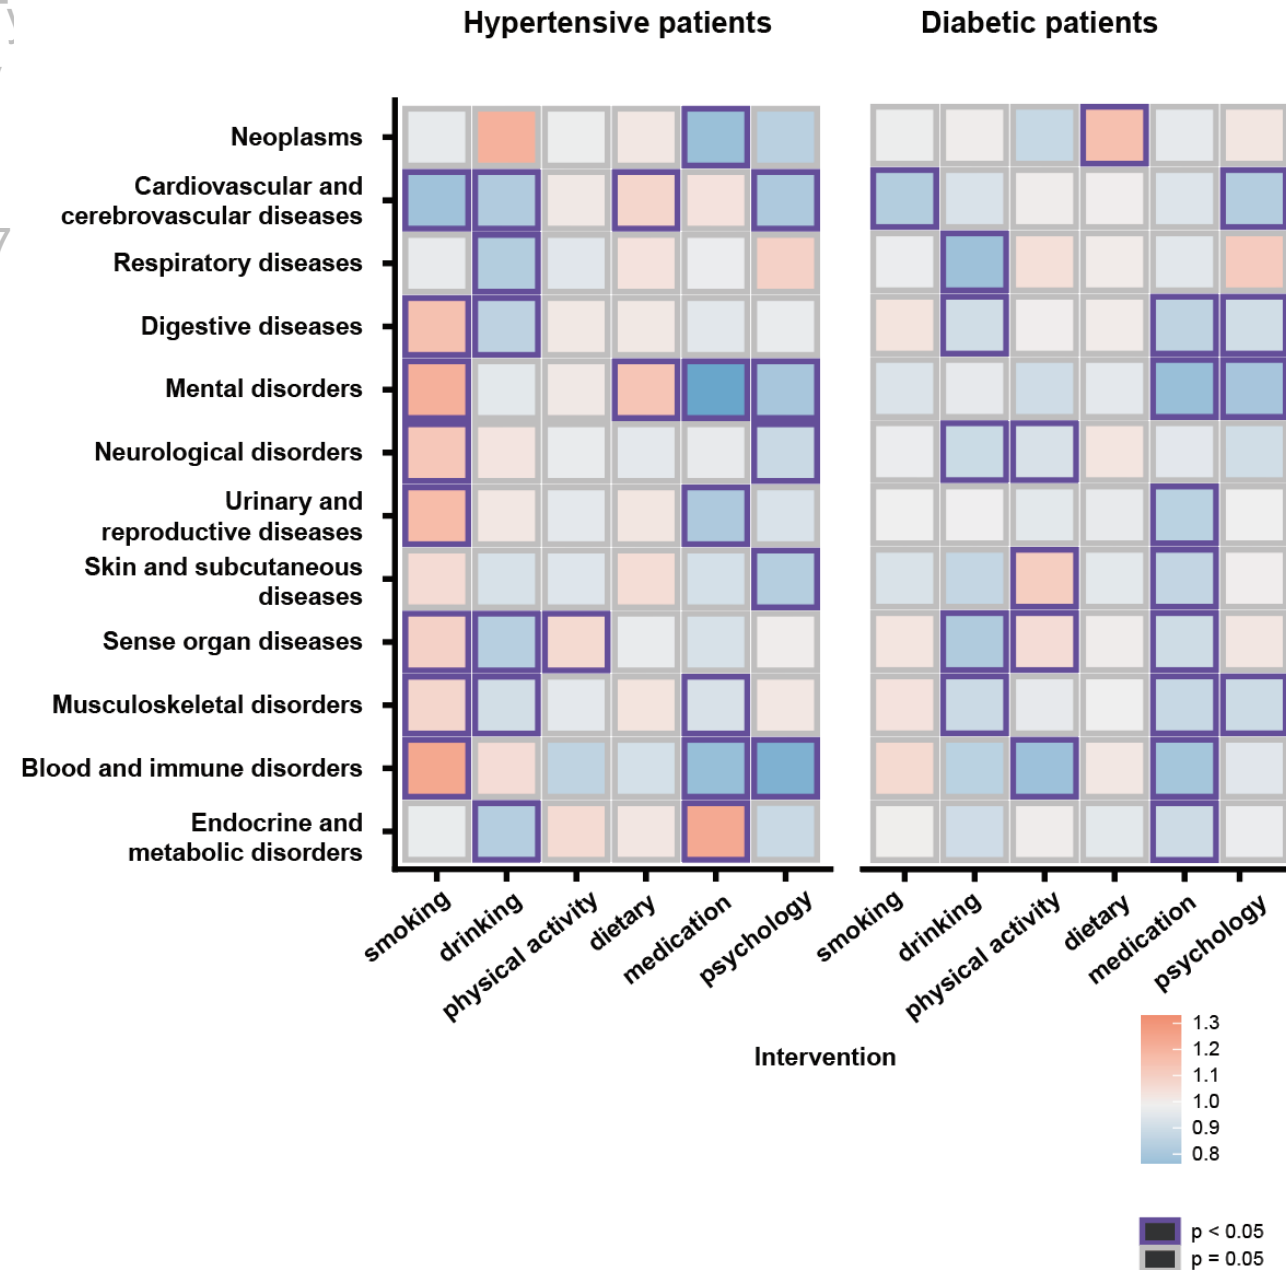 Hypertensive patients
Diabetic patients
Neoplasms
Cardiovascular and
cerebrovascular diseases
Respiratory diseases
Digestive diseases
Mental disorders
Neurological disorders
Urinary and
reproductive diseases
Skin and subcutaneous
diseases
Sense organ diseases
Musculoskeletal disorders
Blood and immune disorders
Endocrine and
metabolic disorders
smoking
drinking
physical activity
dietary
medication
psychology
smoking
drinking
physical activity
dietary
medication
psychology
Intervention
1.3
1.2
1.1
1.0
0.9
0.8
p < 0.05
p = 0.05